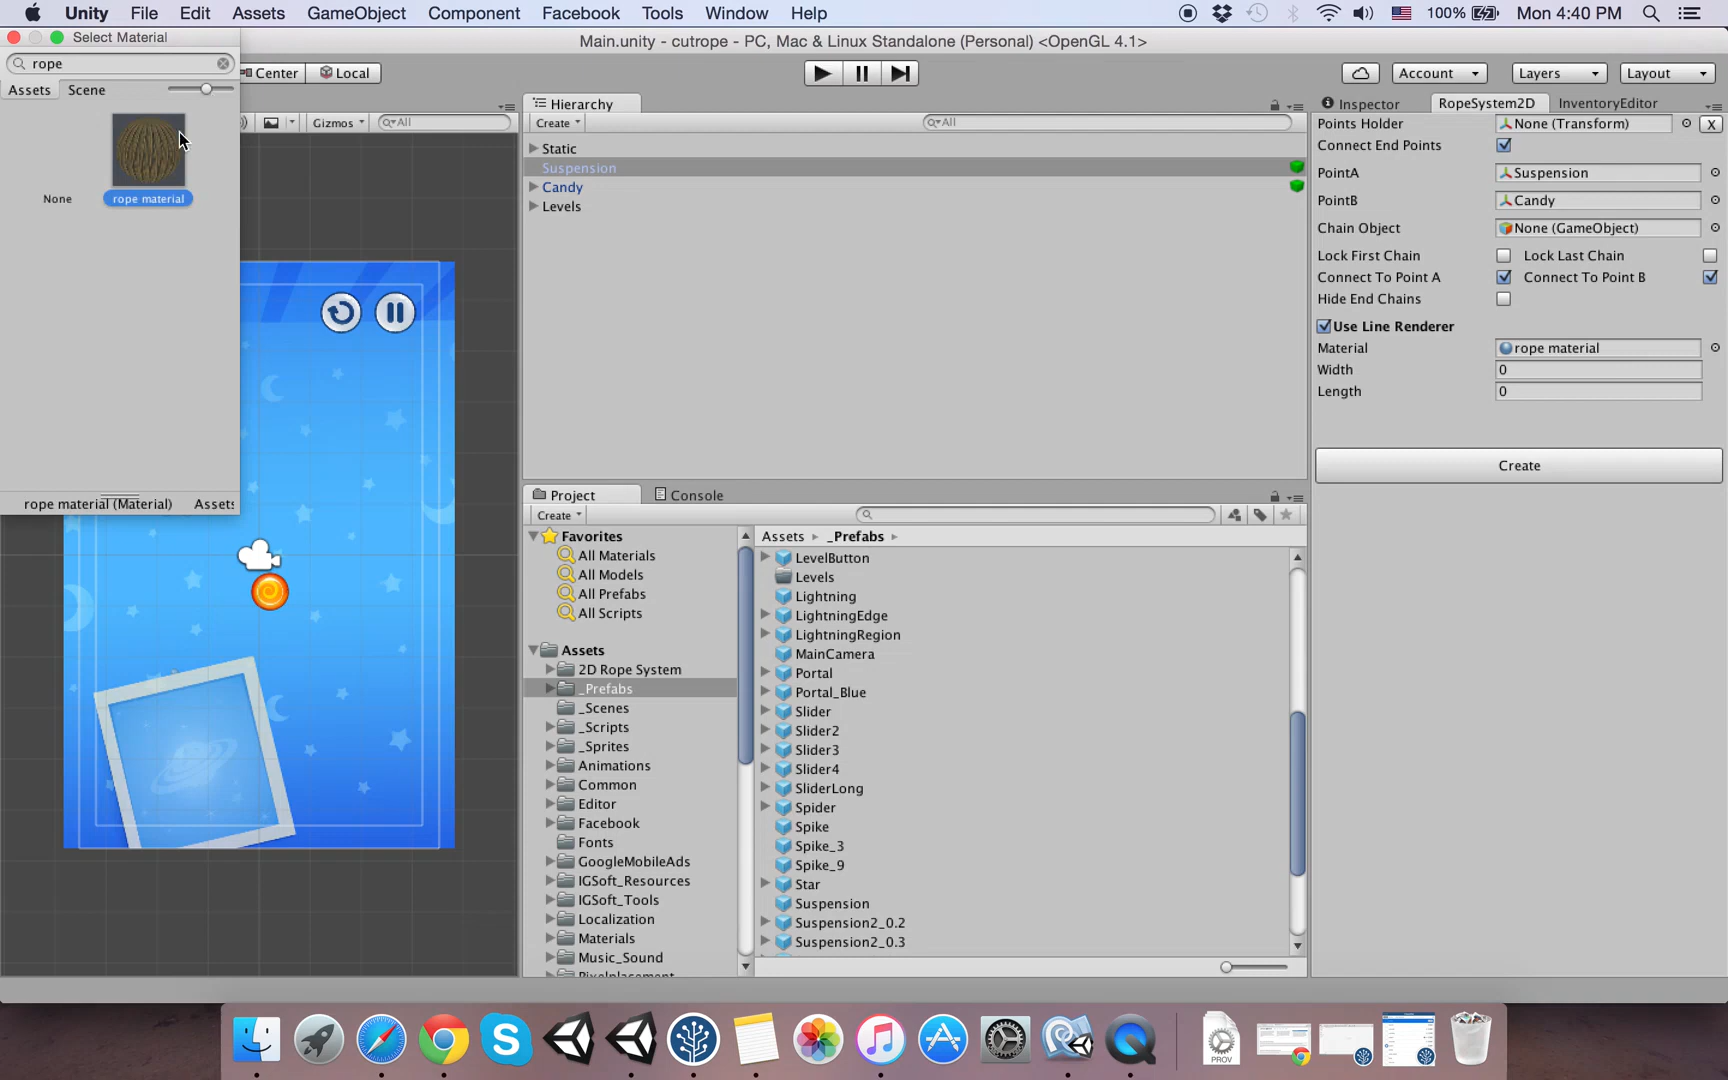 Unity File Edit Assets GameObject Component Facebook Tools Window Help 100% Mon 4:40 PM
Select Material
Main.unity - cutrope - PC, Mac & Linux Standalone (Personal) <OpenGL 4.1>
rope
Center Local Account Layers Layout
Assets Scene
Hierarchy
Inspector RopeSystem2D InventoryEditor
Gizmos All
Create All
Points Holder None (Transform) X
Connect End Points
Static
Suspension
Candy
Levels
PointA Suspension
PointB Candy
Chain Object None (GameObject)
Lock First Chain Lock Last Chain
Connect To Point A Connect To Point B
Hide End Chains
Use Line Renderer
Material rope material
Width 0
Length 0
Create
None rope material
rope material (Material) Assets
Project Console
Create
Favorites
All Materials
All Models
All Prefabs
All Scripts
Assets
2D Rope System
_Prefabs
_Scenes
_Scripts
_Sprites
Animations
Common
Editor
Facebook
Fonts
GoogleMobileAds
IGSoft_Resources
IGSoft_Tools
Localization
Materials
Music_Sound
Pixelplacement
Assets _Prefabs
LevelButton
Levels
Lightning
LightningEdge
LightningRegion
MainCamera
Portal
Portal_Blue
Slider
Slider2
Slider3
Slider4
SliderLong
Spider
Spike
Spike_3
Spike_9
Star
Suspension
Suspension2_0.2
Suspension2_0.3
PROV